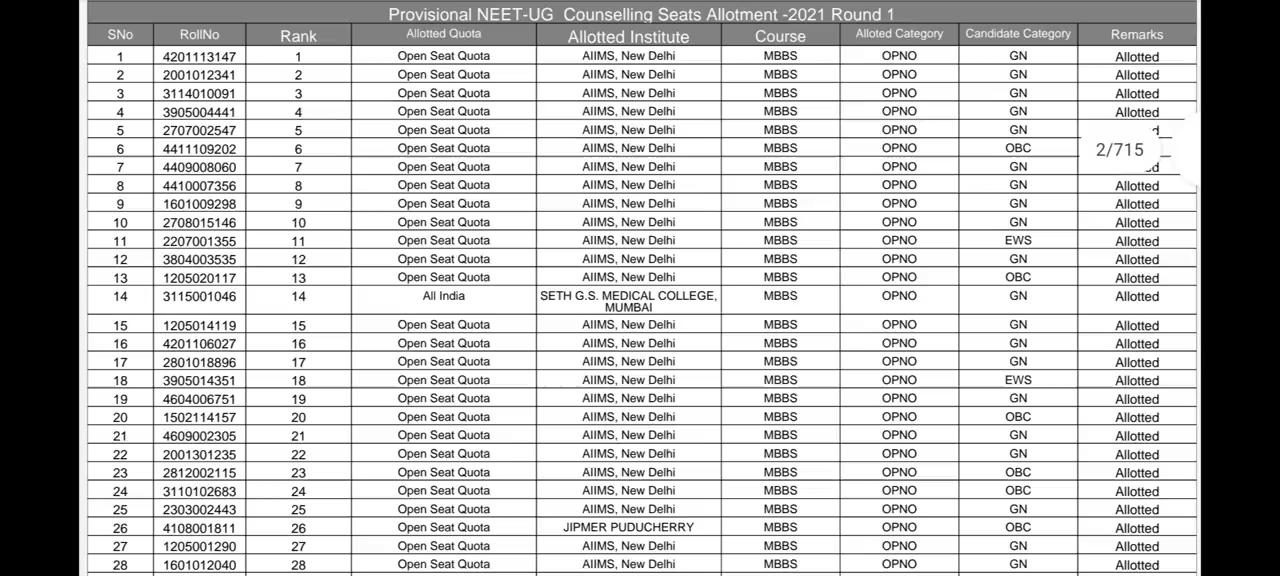 Provisional NEET-UG Counselling Seats Allotment -2021 Round 1
SNo RollNo Rank Allotted Quota Allotted Institute Course Alloted Category Candidate Category Remarks
1 4201113147 1 Open Seat Quota AIIMS, New Delhi MBBS OPNO GN Allotted
2 2001012341 2 Open Seat Quota AIIMS, New Delhi MBBS OPNO GN Allotted
3 3114010091 3 Open Seat Quota AIIMS, New Delhi MBBS OPNO GN Allotted
4 3905004441 4 Open Seat Quota AIIMS, New Delhi MBBS OPNO GN Allotted
5 2707002547 5 Open Seat Quota AIIMS, New Delhi MBBS OPNO GN
6 4411109202 6 Open Seat Quota AIIMS, New Delhi MBBS OPNO OBC 2/715
7 4409008060 7 Open Seat Quota AIIMS, New Delhi MBBS OPNO GN
8 4410007356 8 Open Seat Quota AIIMS, New Delhi MBBS OPNO GN Allotted
9 1601009298 9 Open Seat Quota AIIMS, New Delhi MBBS OPNO GN Allotted
10 2708015146 10 Open Seat Quota AIIMS, New Delhi MBBS OPNO GN Allotted
11 2207001355 11 Open Seat Quota AIIMS, New Delhi MBBS OPNO EWS Allotted
12 3804003535 12 Open Seat Quota AIIMS, New Delhi MBBS OPNO GN Allotted
13 1205020117 13 Open Seat Quota AIIMS, New Delhi MBBS OPNO OBC Allotted
14 3115001046 14 All India SETH G.S. MEDICAL COLLEGE, MBBS OPNO GN Allotted
MUMBAI
15 1205014119 15 Open Seat Quota AIIMS, New Delhi MBBS OPNO GN Allotted
16 4201106027 16 Open Seat Quota AIIMS, New Delhi MBBS OPNO GN Allotted
17 2801018896 17 Open Seat Quota AIIMS, New Delhi MBBS OPNO GN Allotted
18 3905014351 18 Open Seat Quota AIIMS, New Delhi MBBS OPNO EWS Allotted
19 4604006751 19 Open Seat Quota AIIMS, New Delhi MBBS OPNO GN Allotted
20 1502114157 20 Open Seat Quota AIIMS, New Delhi MBBS OPNO OBC Allotted
21 4609002305 21 Open Seat Quota AIIMS, New Delhi MBBS OPNO GN Allotted
22 2001301235 22 Open Seat Quota AIIMS, New Delhi MBBS OPNO GN Allotted
23 2812002115 23 Open Seat Quota AIIMS, New Delhi MBBS OPNO OBC Allotted
24 3110102683 24 Open Seat Quota AIIMS, New Delhi MBBS OPNO OBC Allotted
25 2303002443 25 Open Seat Quota AIIMS, New Delhi MBBS OPNO GN Allotted
26 4108001811 26 Open Seat Quota JIPMER PUDUCHERRY MBBS OPNO OBC Allotted
27 1205001290 27 Open Seat Quota AIIMS, New Delhi MBBS OPNO GN Allotted
28 1601012040 28 Open Seat Quota AIIMS, New Delhi MBBS OPNO GN Allotted